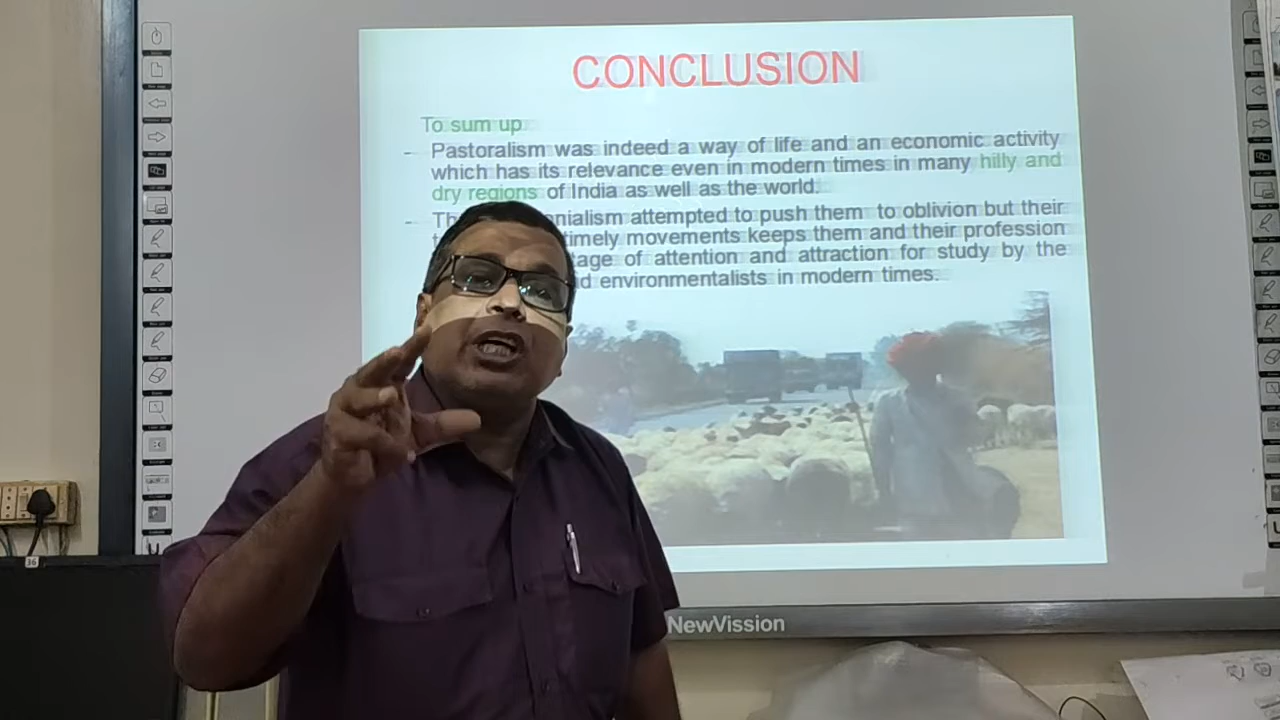 CONCLUSION
To sum up
- Pastoralism was indeed a way of life and an economic activity
which has its relevance even in modern times in many hilly and
dry regions of India as well as the world.
- attempted to push them to oblivion but their
timely movements keeps them and their profession
of attention and attraction for study by the
environmentalists in modern times.
NewVission
36